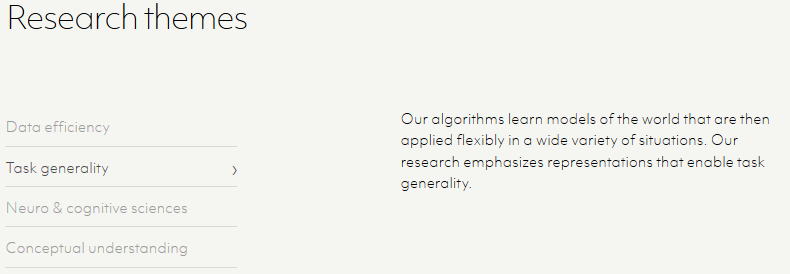 Research themes
Data efficiency
Task generality ›
Neuro & cognitive sciences
Conceptual understanding
Our algorithms learn models of the world that are then
applied flexibly in a wide variety of situations. Our
research emphasizes representations that enable task
generality.